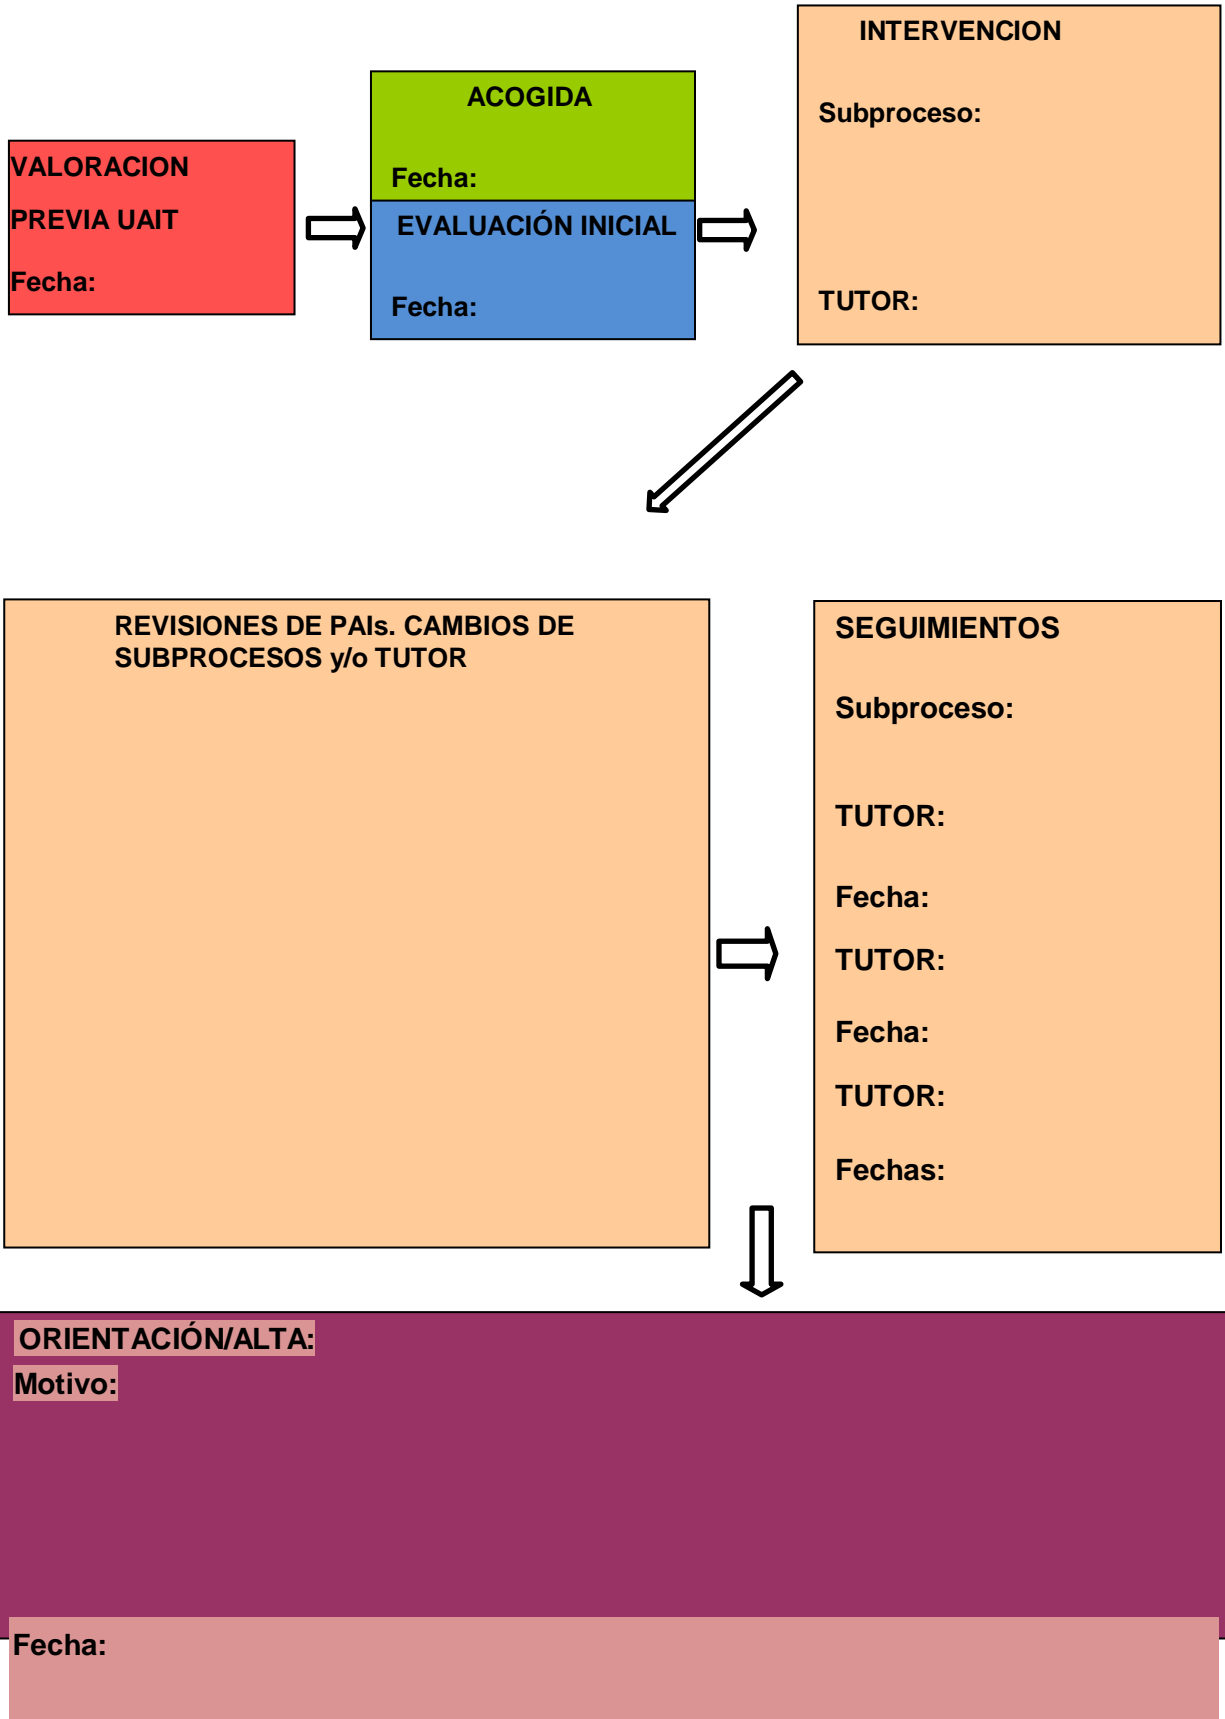 VALORACION
PREVIA UAIT
Fecha:
ACOGIDA
Fecha:
EVALUACIÓN INICIAL
Fecha:
INTERVENCION
Subproceso:
TUTOR:
REVISIONES DE PAIs. CAMBIOS DE
SUBPROCESOS y/o TUTOR
SEGUIMIENTOS
Subproceso:
TUTOR:
Fecha:
TUTOR:
Fecha:
TUTOR:
Fechas:
ORIENTACIÓN/ALTA:
Motivo:
Fecha: